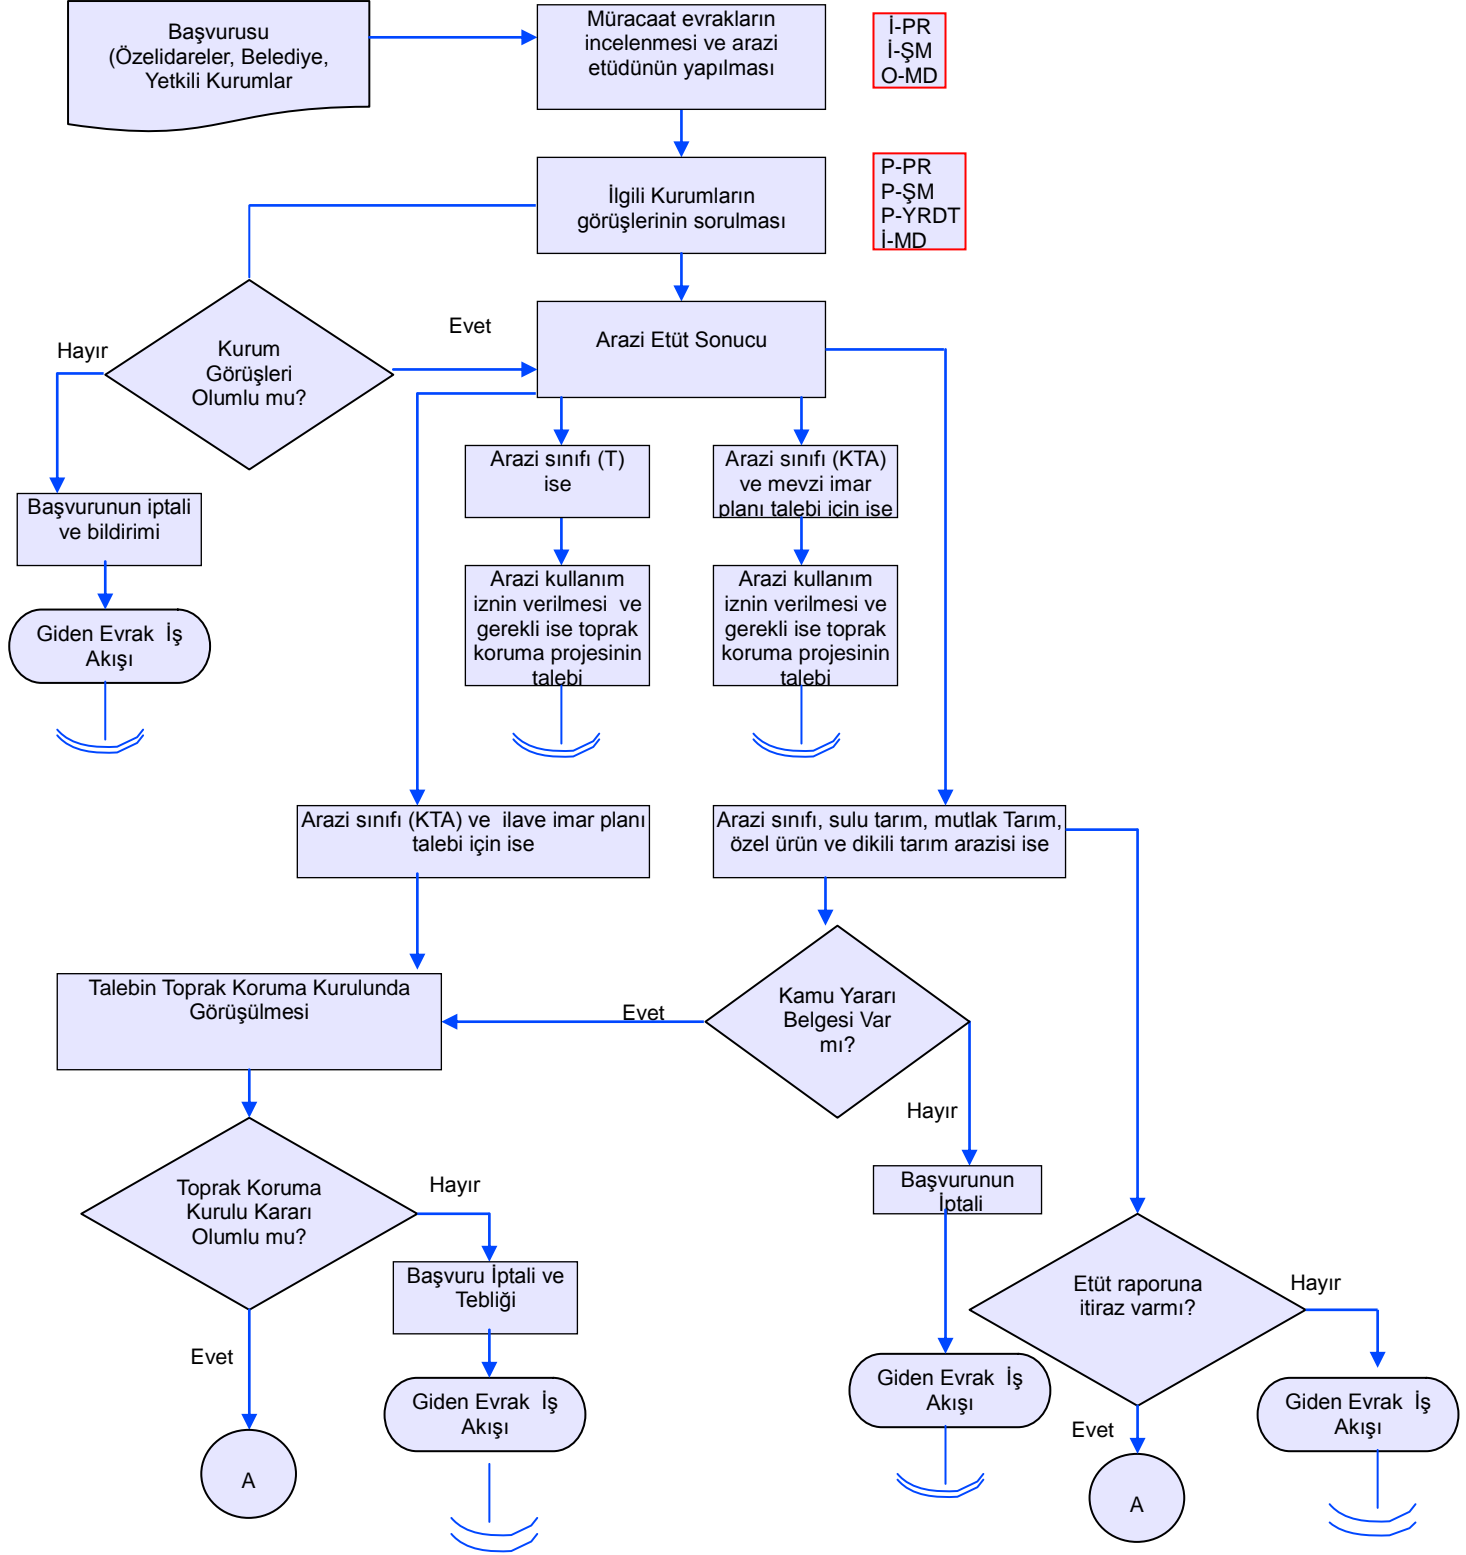 Başvurusu
(Özelidareler, Belediye,
Yetkili Kurumlar
Müracaat evrakların
incelenmesi ve arazi
etüdünün yapılması
İ-PR
İ-ŞM
O-MD
İlgili Kurumların
görüşlerinin sorulması
P-PR
P-ŞM
P-YRDT
İ-MD
Kurum
Görüşleri
Olumlu mu?
Hayır
Evet
Arazi Etüt Sonucu
Başvurunun iptali
ve bildirimi
Giden Evrak İş
Akışı
Arazi sınıfı (T)
ise
Arazi sınıfı (KTA)
ve mevzi imar
planı talebi için ise
Arazi kullanım
iznin verilmesi ve
gerekli ise toprak
koruma projesinin
talebi
Arazi kullanım
iznin verilmesi ve
gerekli ise toprak
koruma projesinin
talebi
Arazi sınıfı (KTA) ve ilave imar planı
talebi için ise
Arazi sınıfı, sulu tarım, mutlak Tarım,
özel ürün ve dikili tarım arazisi ise
Talebin Toprak Koruma Kurulunda
Görüşülmesi
Evet
Kamu Yararı
Belgesi Var
mı?
Hayır
Başvurunun
İptali
Toprak Koruma
Kurulu Kararı
Olumlu mu?
Hayır
Başvuru İptali ve
Tebliği
Etüt raporuna
itiraz varmı?
Hayır
Evet
Giden Evrak İş
Akışı
Giden Evrak İş
Akışı
Giden Evrak İş
Akışı
Evet
A
A